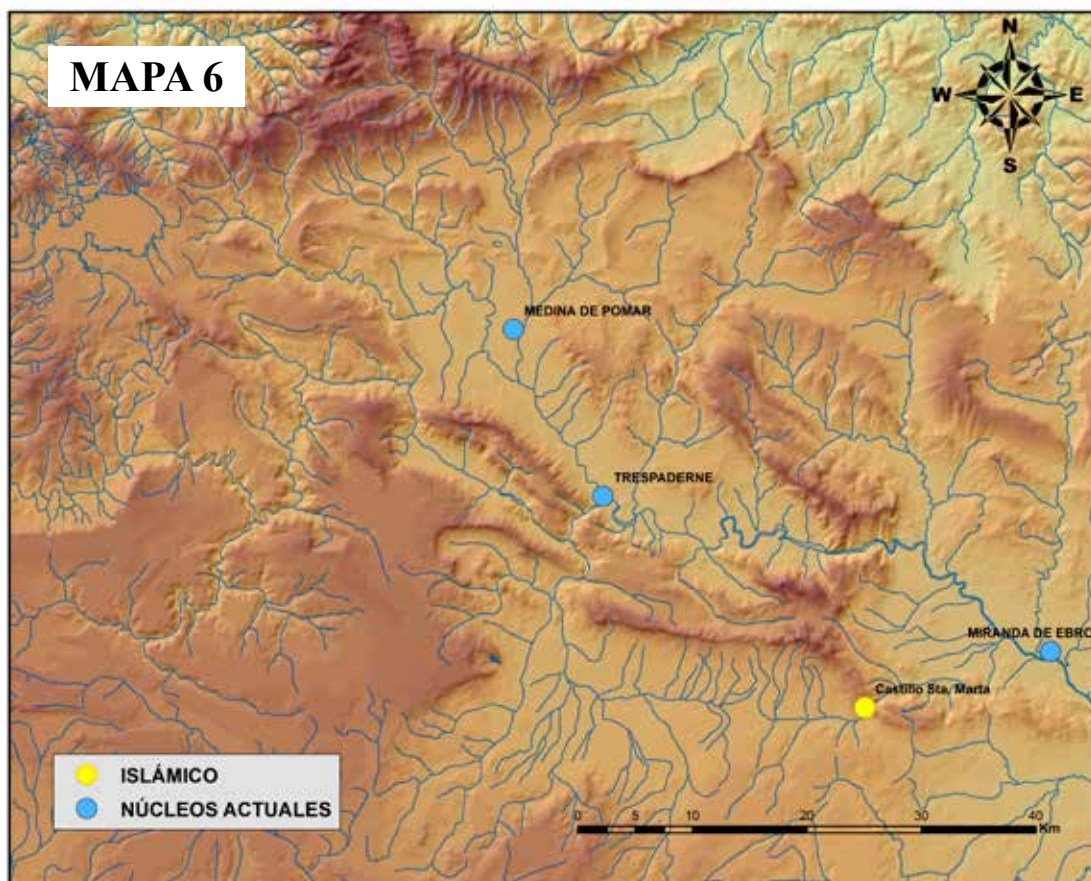 MAPA 6
N
W E
S
MEDINA DE POMAR
TRESPADERNE
MIRANDA DE EBRO
Castillo Sta, Marta
ISLÁMICO
NÚCLEOS ACTUALES
0 5 10 20 30 40
Km